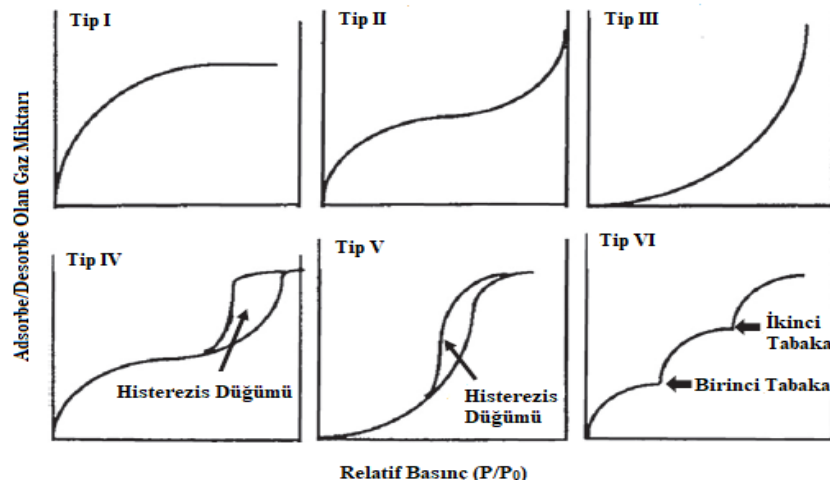 Tip I
Tip II
Tip III
Adsorbe/Desorbe Olan Gaz Miktarı
Tip IV
Histerezis Düğümü
Tip V
Histerezis
Düğümü
Tip VI
İkinci
Tabaka
Birinci Tabaka
Relatif Basınç (P/P₀)